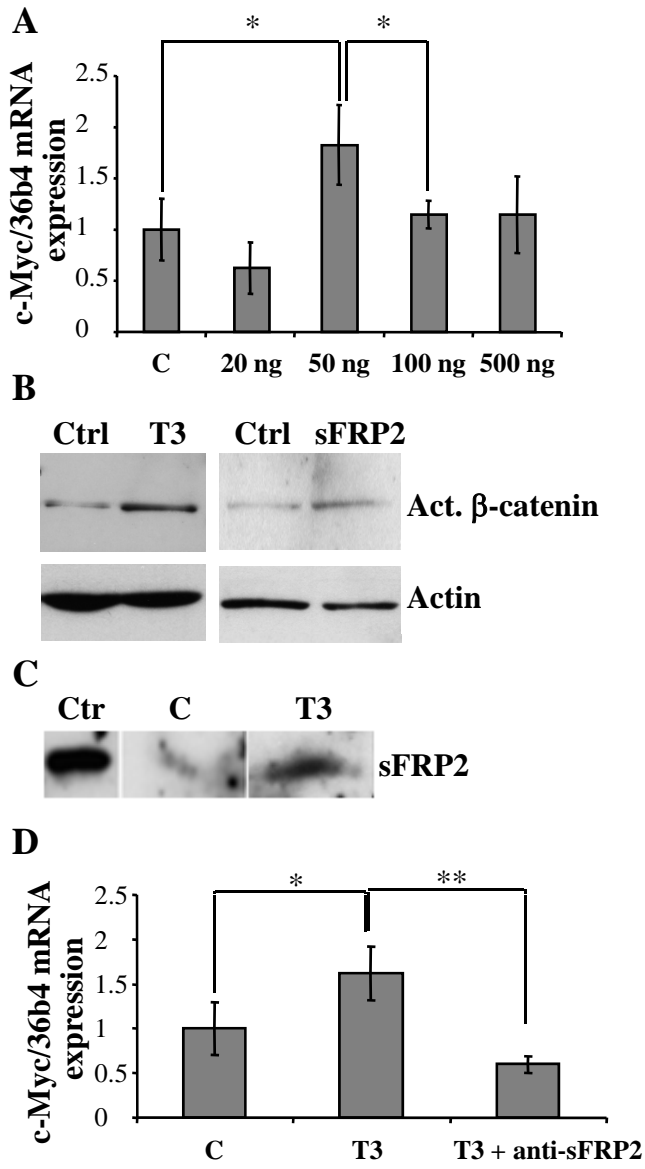 A
* *
c-Myc/36b4 mRNA
expression
2.5
2
1.5
1
0.5
0
C 20 ng 50 ng 100 ng 500 ng
B
Ctrl T3 Ctrl sFRP2
Act. β-catenin
Actin
C
Ctr C T3
sFRP2
D
* **
c-Myc/36b4 mRNA
expression
2.5
2
1.5
1
0.5
0
C T3 T3 + anti-sFRP2